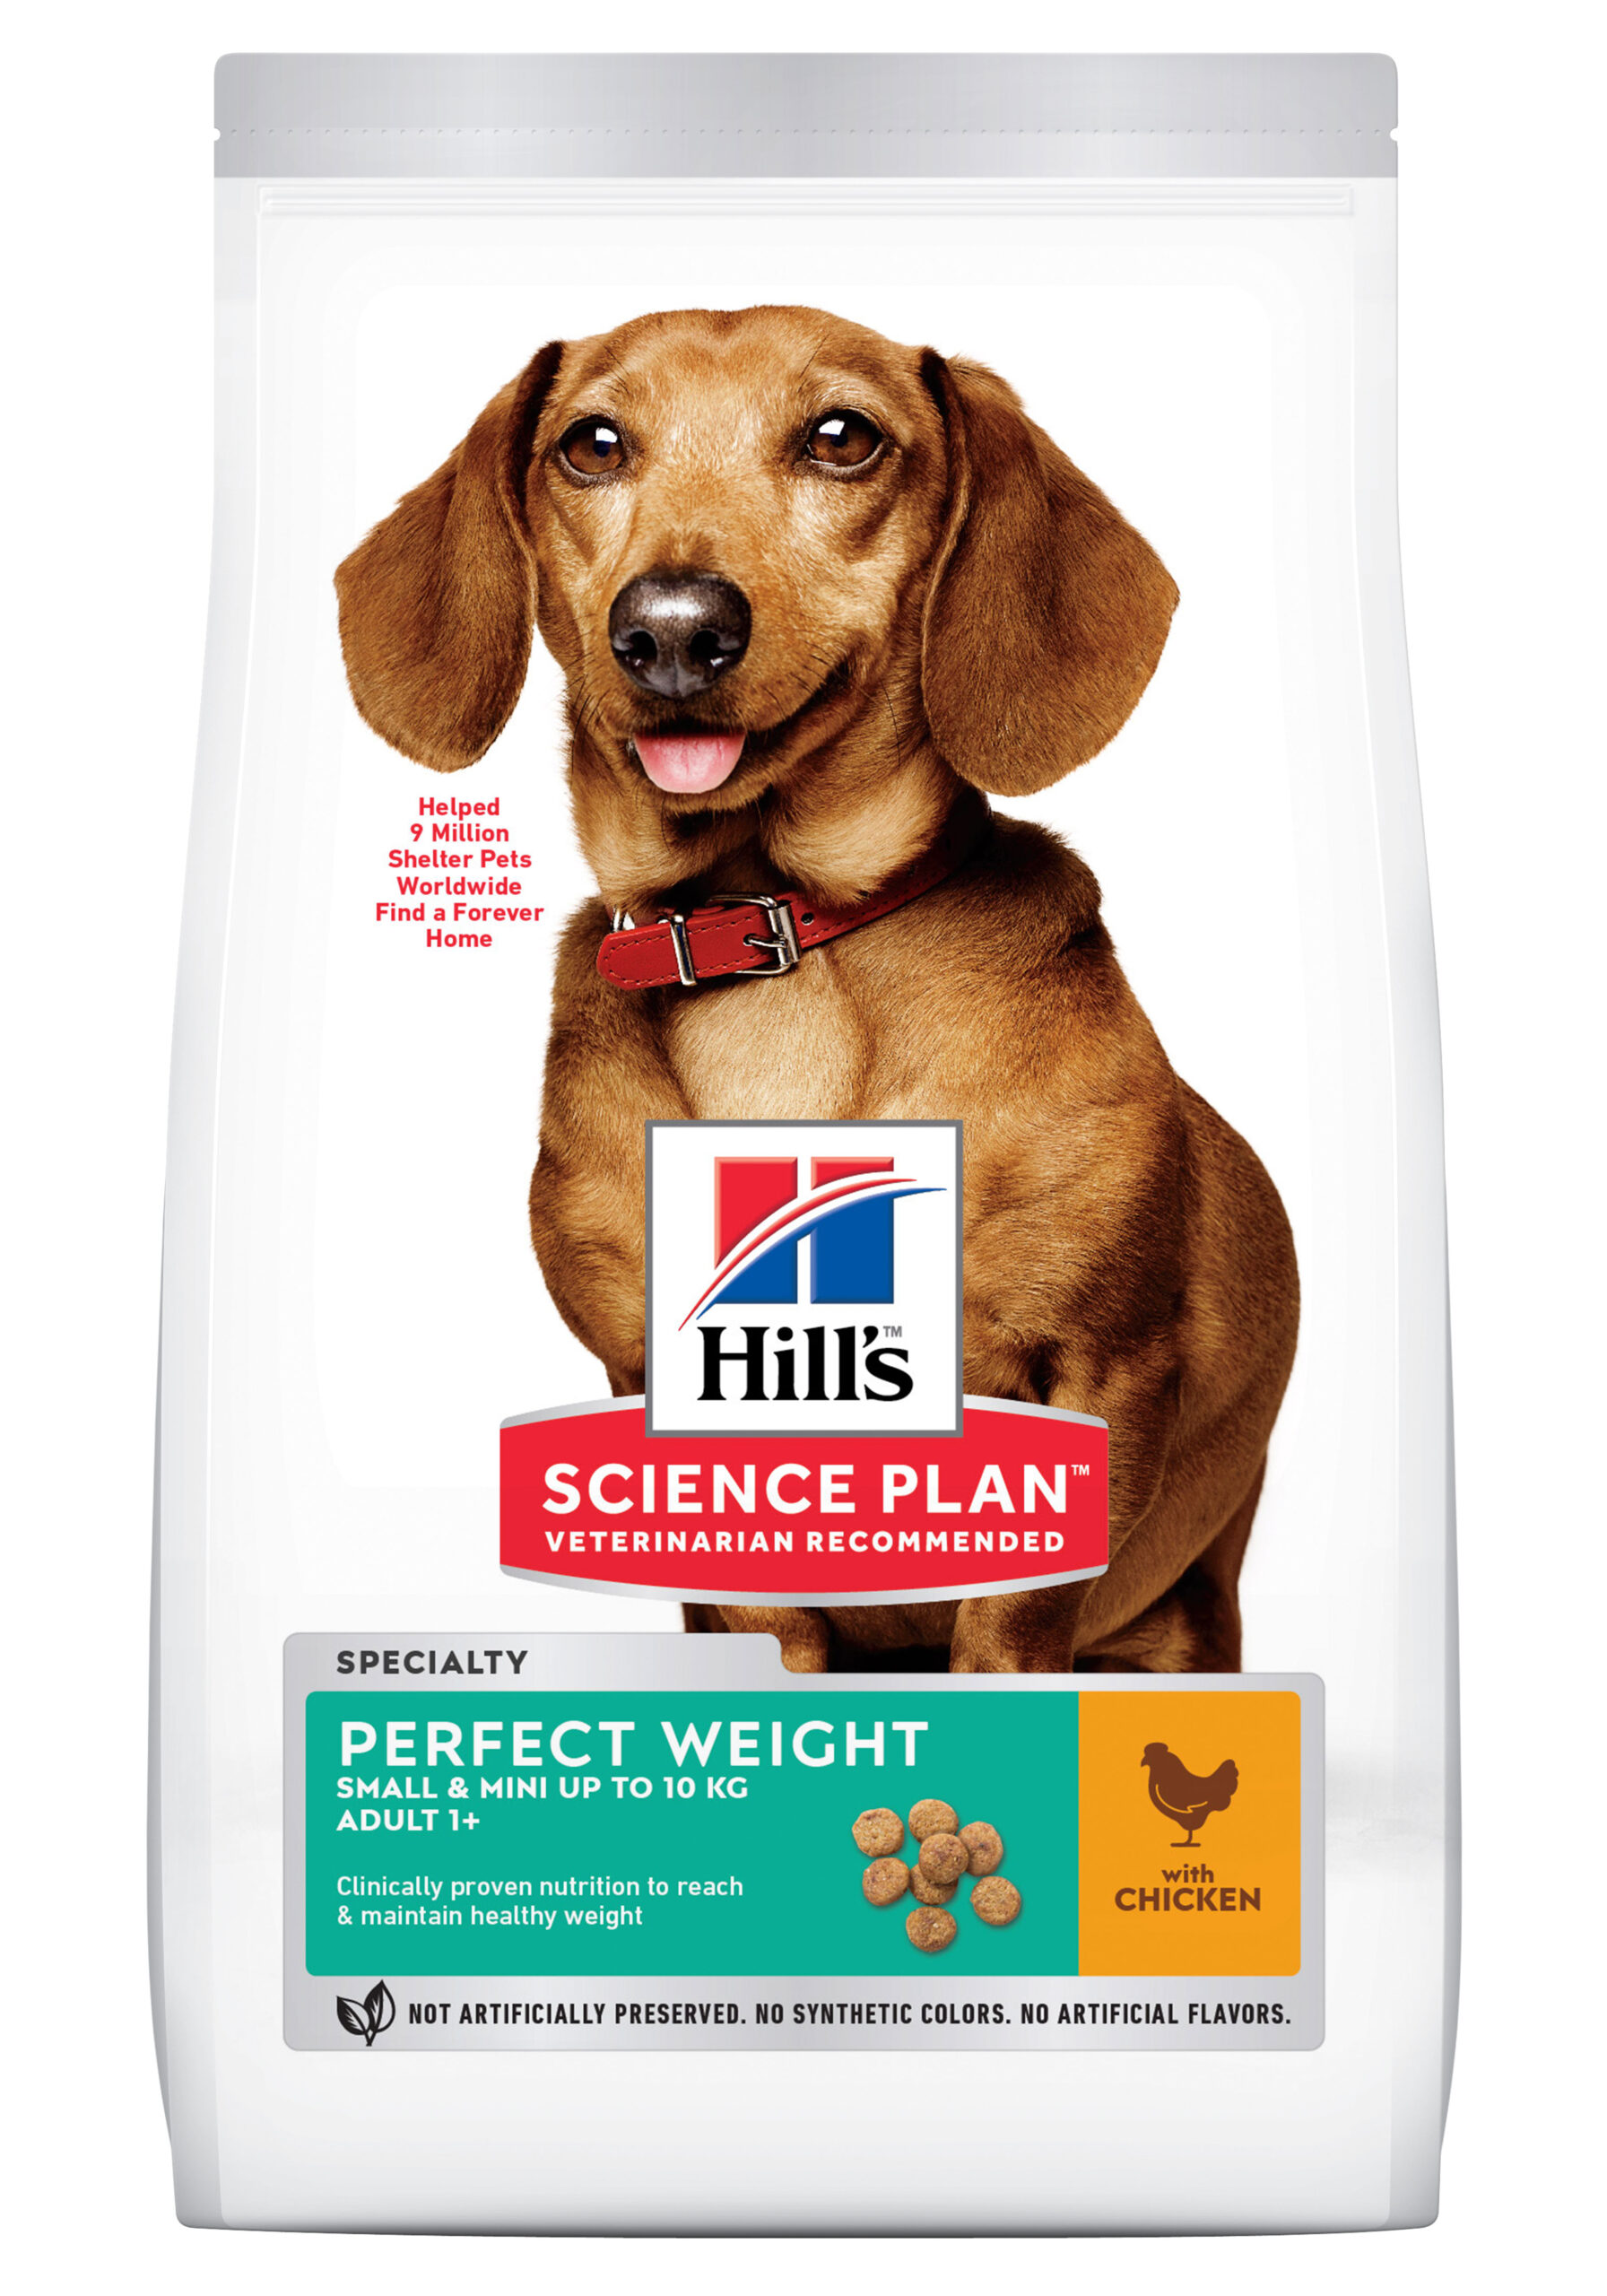 Helped
9 Million
Shelter Pets
Worldwide
Find a Forever
Home
Hill's™
SCIENCE PLAN™
VETERINARIAN RECOMMENDED
SPECIALTY
PERFECT WEIGHT
SMALL & MINI UP TO 10 KG
ADULT 1+
Clinically proven nutrition to reach
& maintain healthy weight
with
CHICKEN
NOT ARTIFICIALLY PRESERVED. NO SYNTHETIC COLORS. NO ARTIFICIAL FLAVORS.